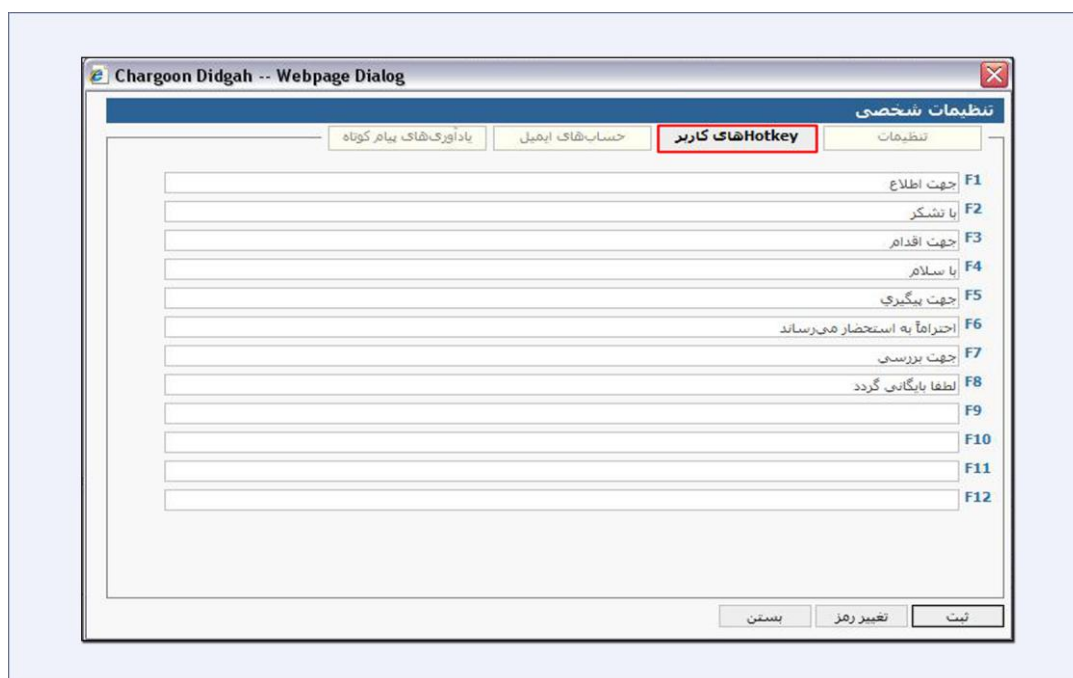 Chargoon Didgah -- Webpage Dialog
تنظیمات شخصی
تنظیمات
Hotkeyهای کاربر
حساب‌های ایمیل
یادآوری‌های پیام کوتاه
F1 جهت اطلاع
F2 با تشکر
F3 جهت اقدام
F4 با سلام
F5 جهت پیگیري
F6 احتراماً به استحضار می‌رساند
F7 جهت بررسی
F8 لطفا بایگانی گردد
F9
F10
F11
F12
ثبت
تغییر رمز
بستن